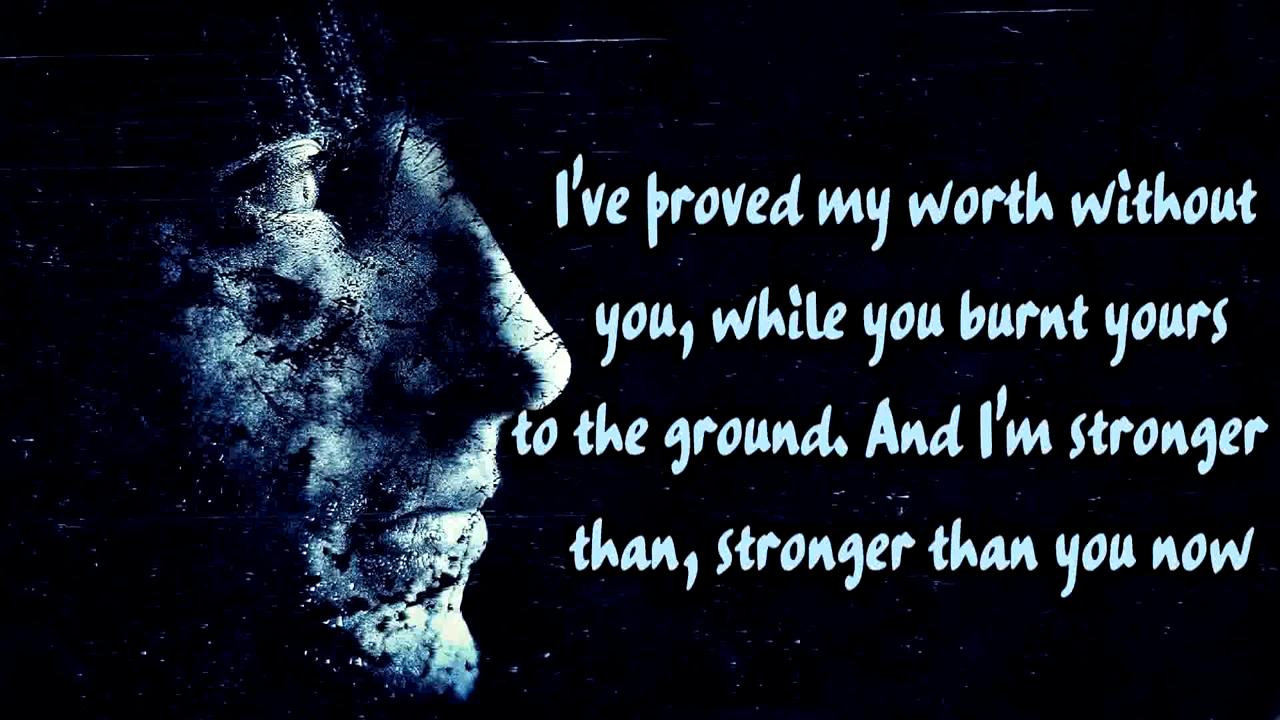 I've proved my worth without
you, while you burnt yours
to the ground. And I'm stronger
than, stronger than you now